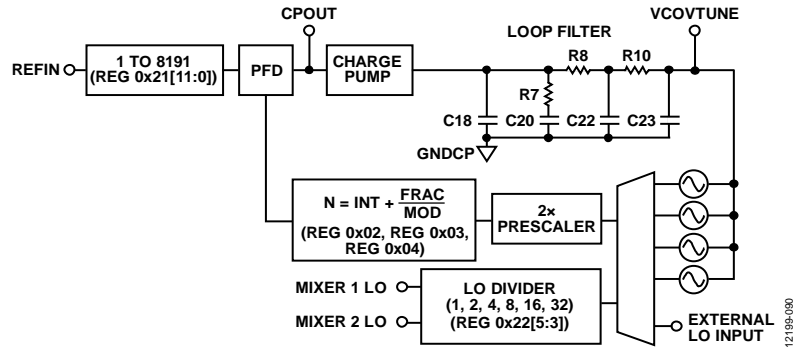 CPOUT
LOOP FILTER
VCOVTUNE
REFIN
1 TO 8191
(REG 0x21[11:0])
PFD
CHARGE
PUMP
R8
R10
R7
C18
C20
C22
C23
GNDCP
N = INT + FRAC
MOD
(REG 0x02, REG 0x03,
REG 0x04)
2×
PRESCALER
MIXER 1 LO
MIXER 2 LO
LO DIVIDER
(1, 2, 4, 8, 16, 32)
(REG 0x22[5:3])
EXTERNAL
LO INPUT
12199-090